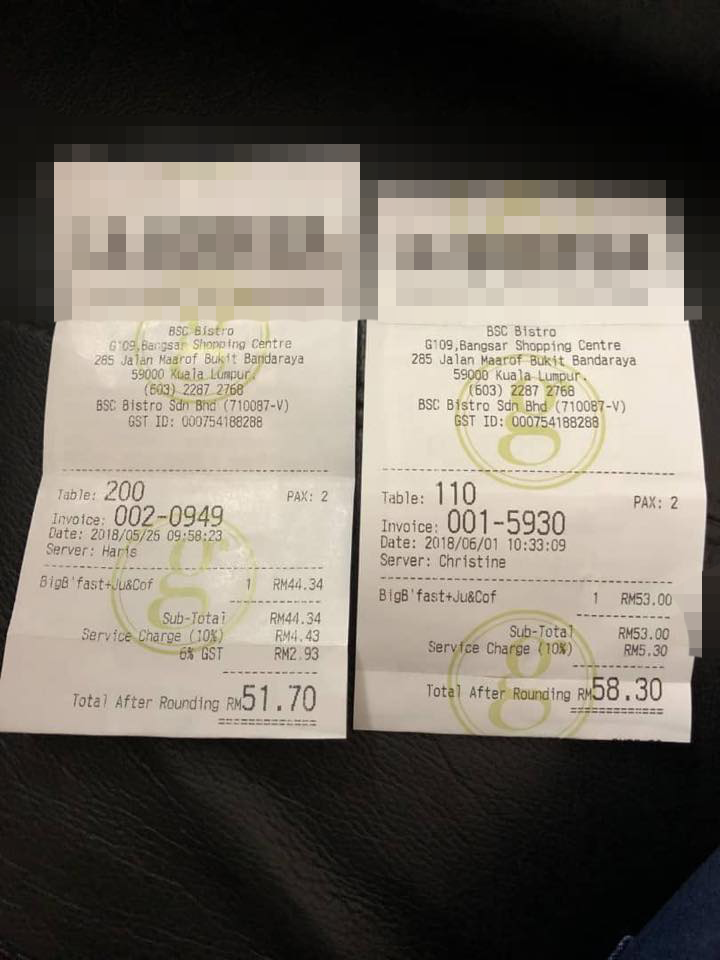 BSC Bistro
G109,Bangsar Shopping Centre
285 Jalan Maarof Bukit Bandaraya
59000 Kuala Lumpur.
(603) 2287 2768
BSC Bistro Sdn Bhd (710087-V)
GST ID: 000754188288
Table: 200 PAX: 2
Invoice: 002-0949
Date: 2018/05/26 09:58:23
Server: Haris
BigB'fast+Ju&Cof 1 RM44.34
Sub-Total RM44.34
Service Charge (10%) RM4.43
6% GST RM2.93
Total After Rounding RM51.70
BSC Bistro
G109,Bangsar Shopping Centre
285 Jalan Maarof Bukit Bandaraya
59000 Kuala Lumpur.
(603) 2287 2768
BSC Bistro Sdn Bhd (710087-V)
GST ID: 000754188288
Table: 110 PAX: 2
Invoice: 001-5930
Date: 2018/06/01 10:33:09
Server: Christine
BigB'fast+Ju&Cof 1 RM53.00
Sub-Total RM53.00
Service Charge (10%) RM5.30
Total After Rounding RM58.30